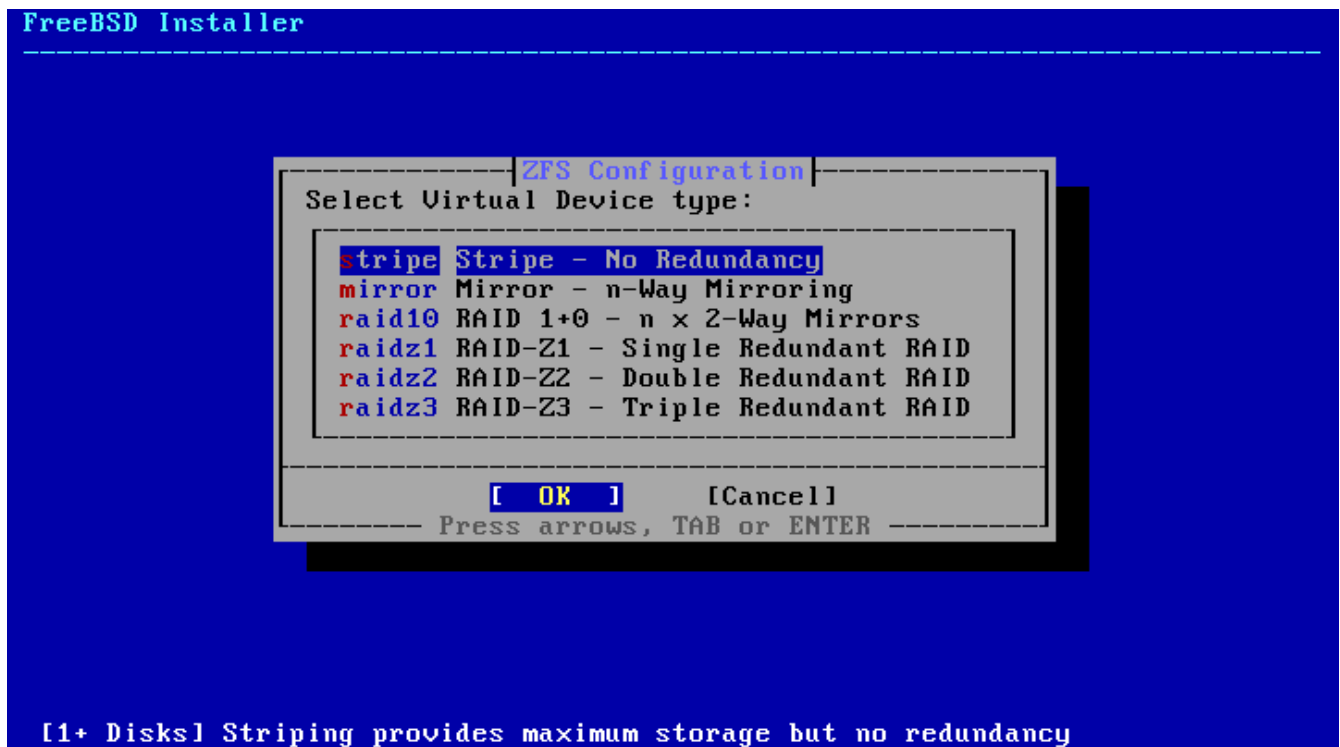 FreeBSD Installer
ZFS Configuration
Select Virtual Device type:
stripe Stripe - No Redundancy
mirror Mirror - n-Way Mirroring
raid10 RAID 1+0 - n x 2-Way Mirrors
raidz1 RAID-Z1 - Single Redundant RAID
raidz2 RAID-Z2 - Double Redundant RAID
raidz3 RAID-Z3 - Triple Redundant RAID
[ OK ] [Cancel]
Press arrows, TAB or ENTER
[1+ Disks] Striping provides maximum storage but no redundancy